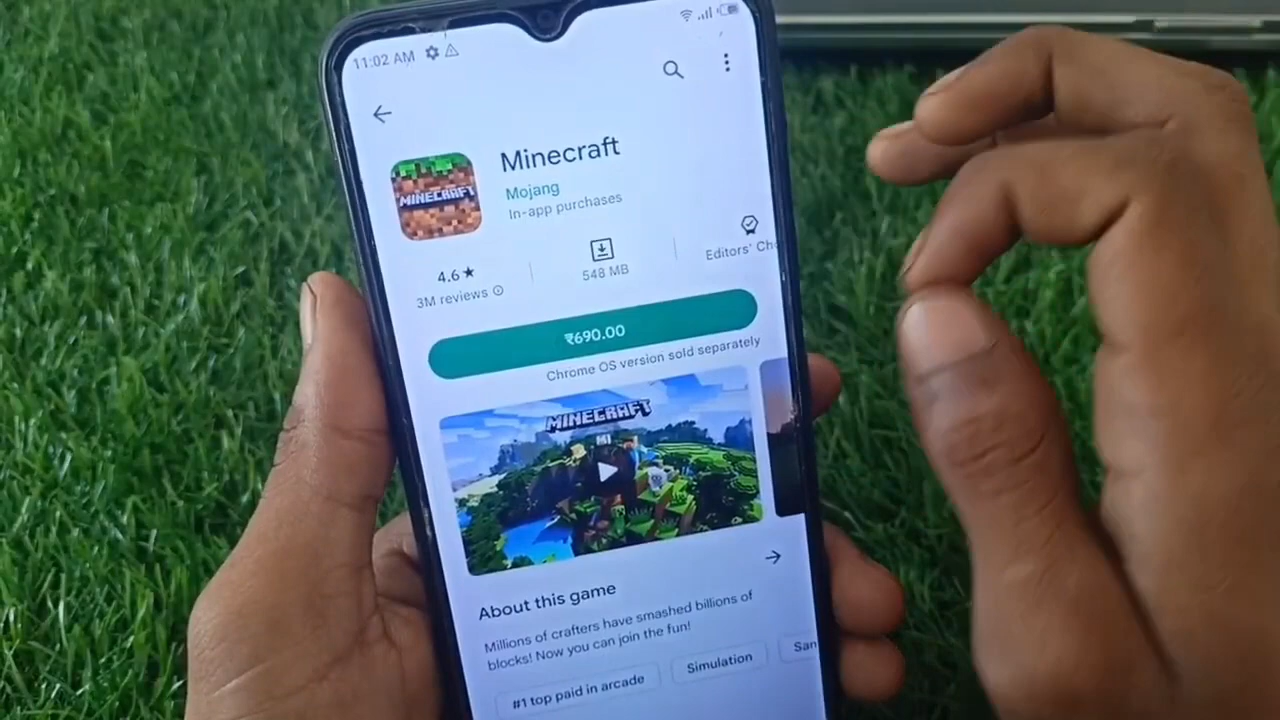 11:02 AM
Minecraft
MINECRAFT
Mojang
In-app purchases
4.6★
3M reviews
548 MB
Editors'
₹690.00
Chrome OS version sold separately
MINECRAFT
About this game
Millions of crafters have smashed billions of
blocks! Now you can join the fun!
#1 top paid in arcade
Simulation